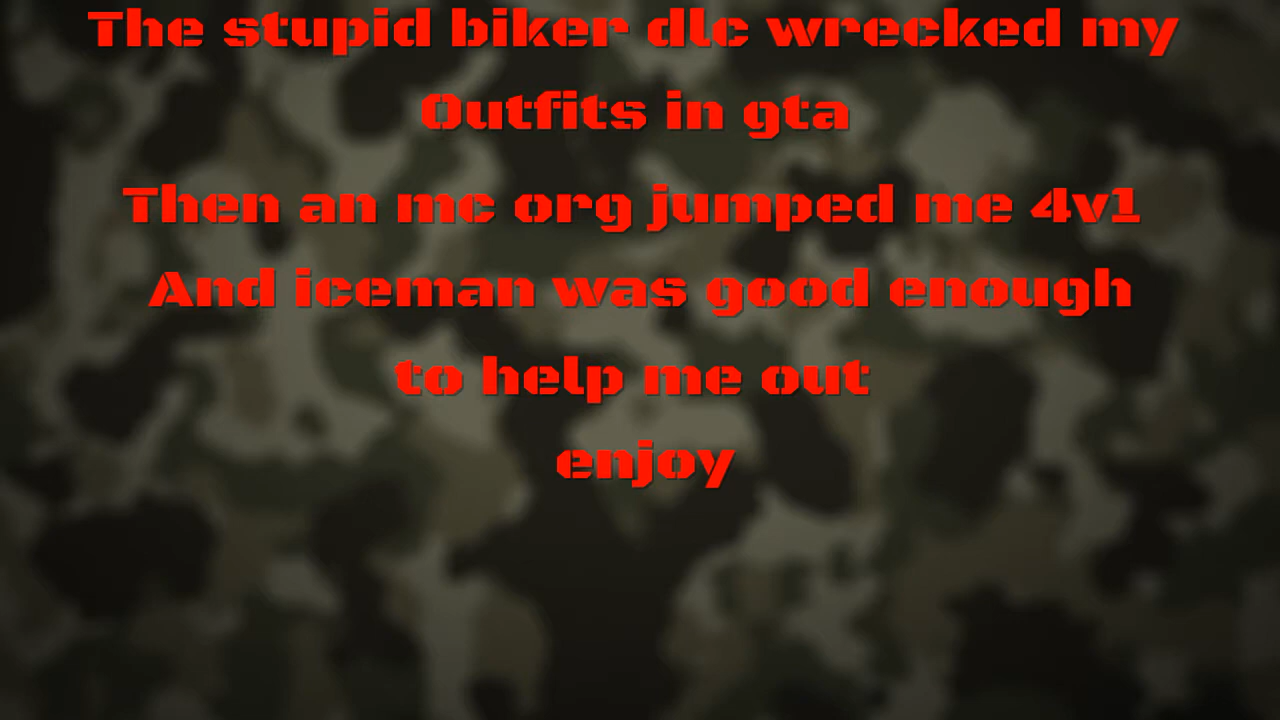 The stupid biker dlc wrecked my
Outfits in gta
Then an mc org jumped me 4v1
And iceman was good enough
to help me out
enjoy